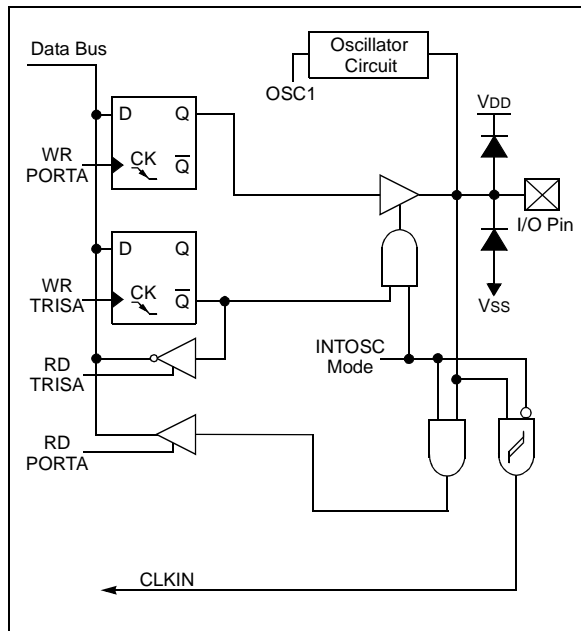 Data Bus
Oscillator
Circuit
OSC1
VDD
D Q
WR
PORTA
CK
Q
I/O Pin
D Q
WR
TRISA
CK
Q
VSS
RD
TRISA
INTOSC
Mode
RD
PORTA
CLKIN